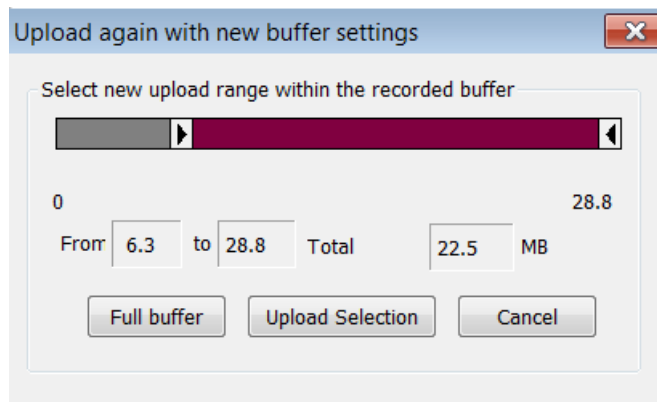 Upload again with new buffer settings
Select new upload range within the recorded buffer
0 28.8
From 6.3 to 28.8 Total 22.5 MB
Full buffer Upload Selection Cancel